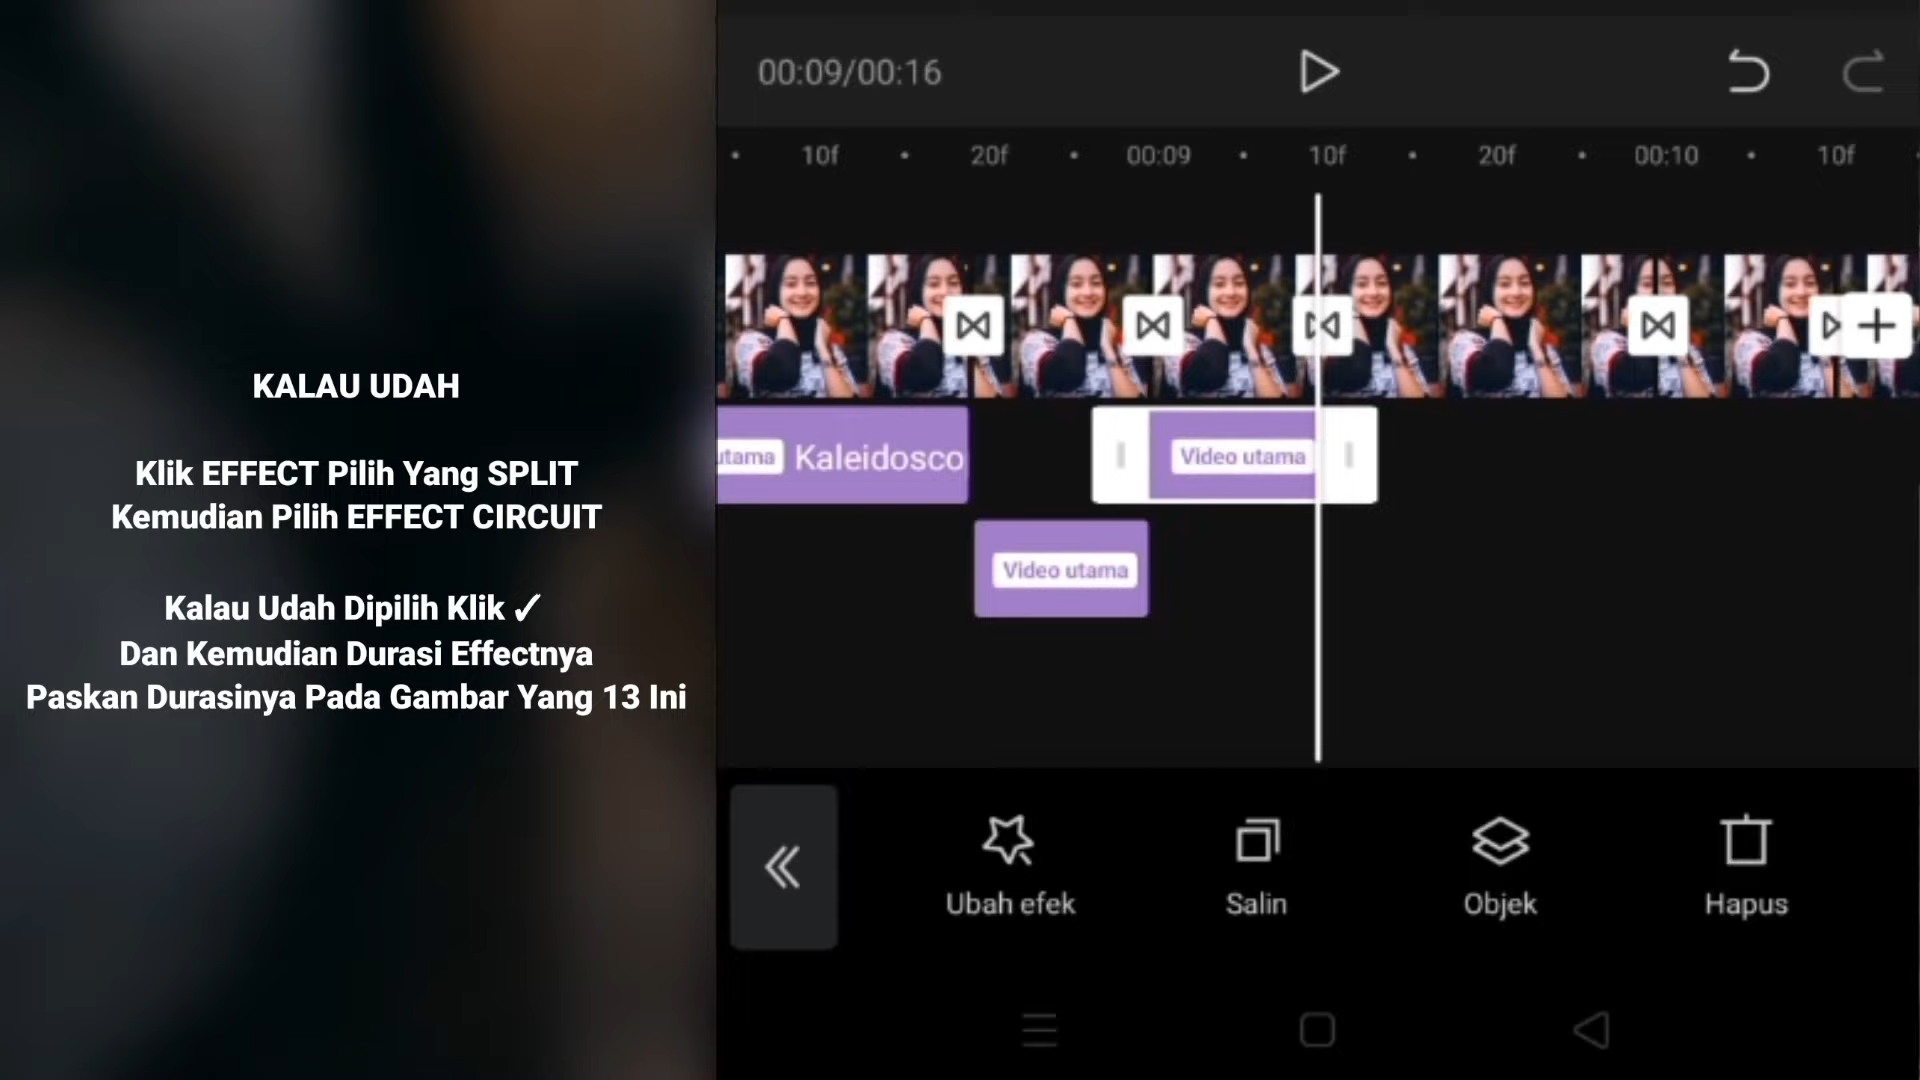 KALAU UDAH
Klik EFFECT Pilih Yang SPLIT
Kemudian Pilih EFFECT CIRCUIT
Kalau Udah Dipilih Klik ✓
Dan Kemudian Durasi Effectnya
Paskan Durasinya Pada Gambar Yang 13 Ini
00:09/00:16
10f 20f 00:09 10f 20f 00:10 10f
utama Kaleidosco
Video utama
Video utama
Ubah efek Salin Objek Hapus